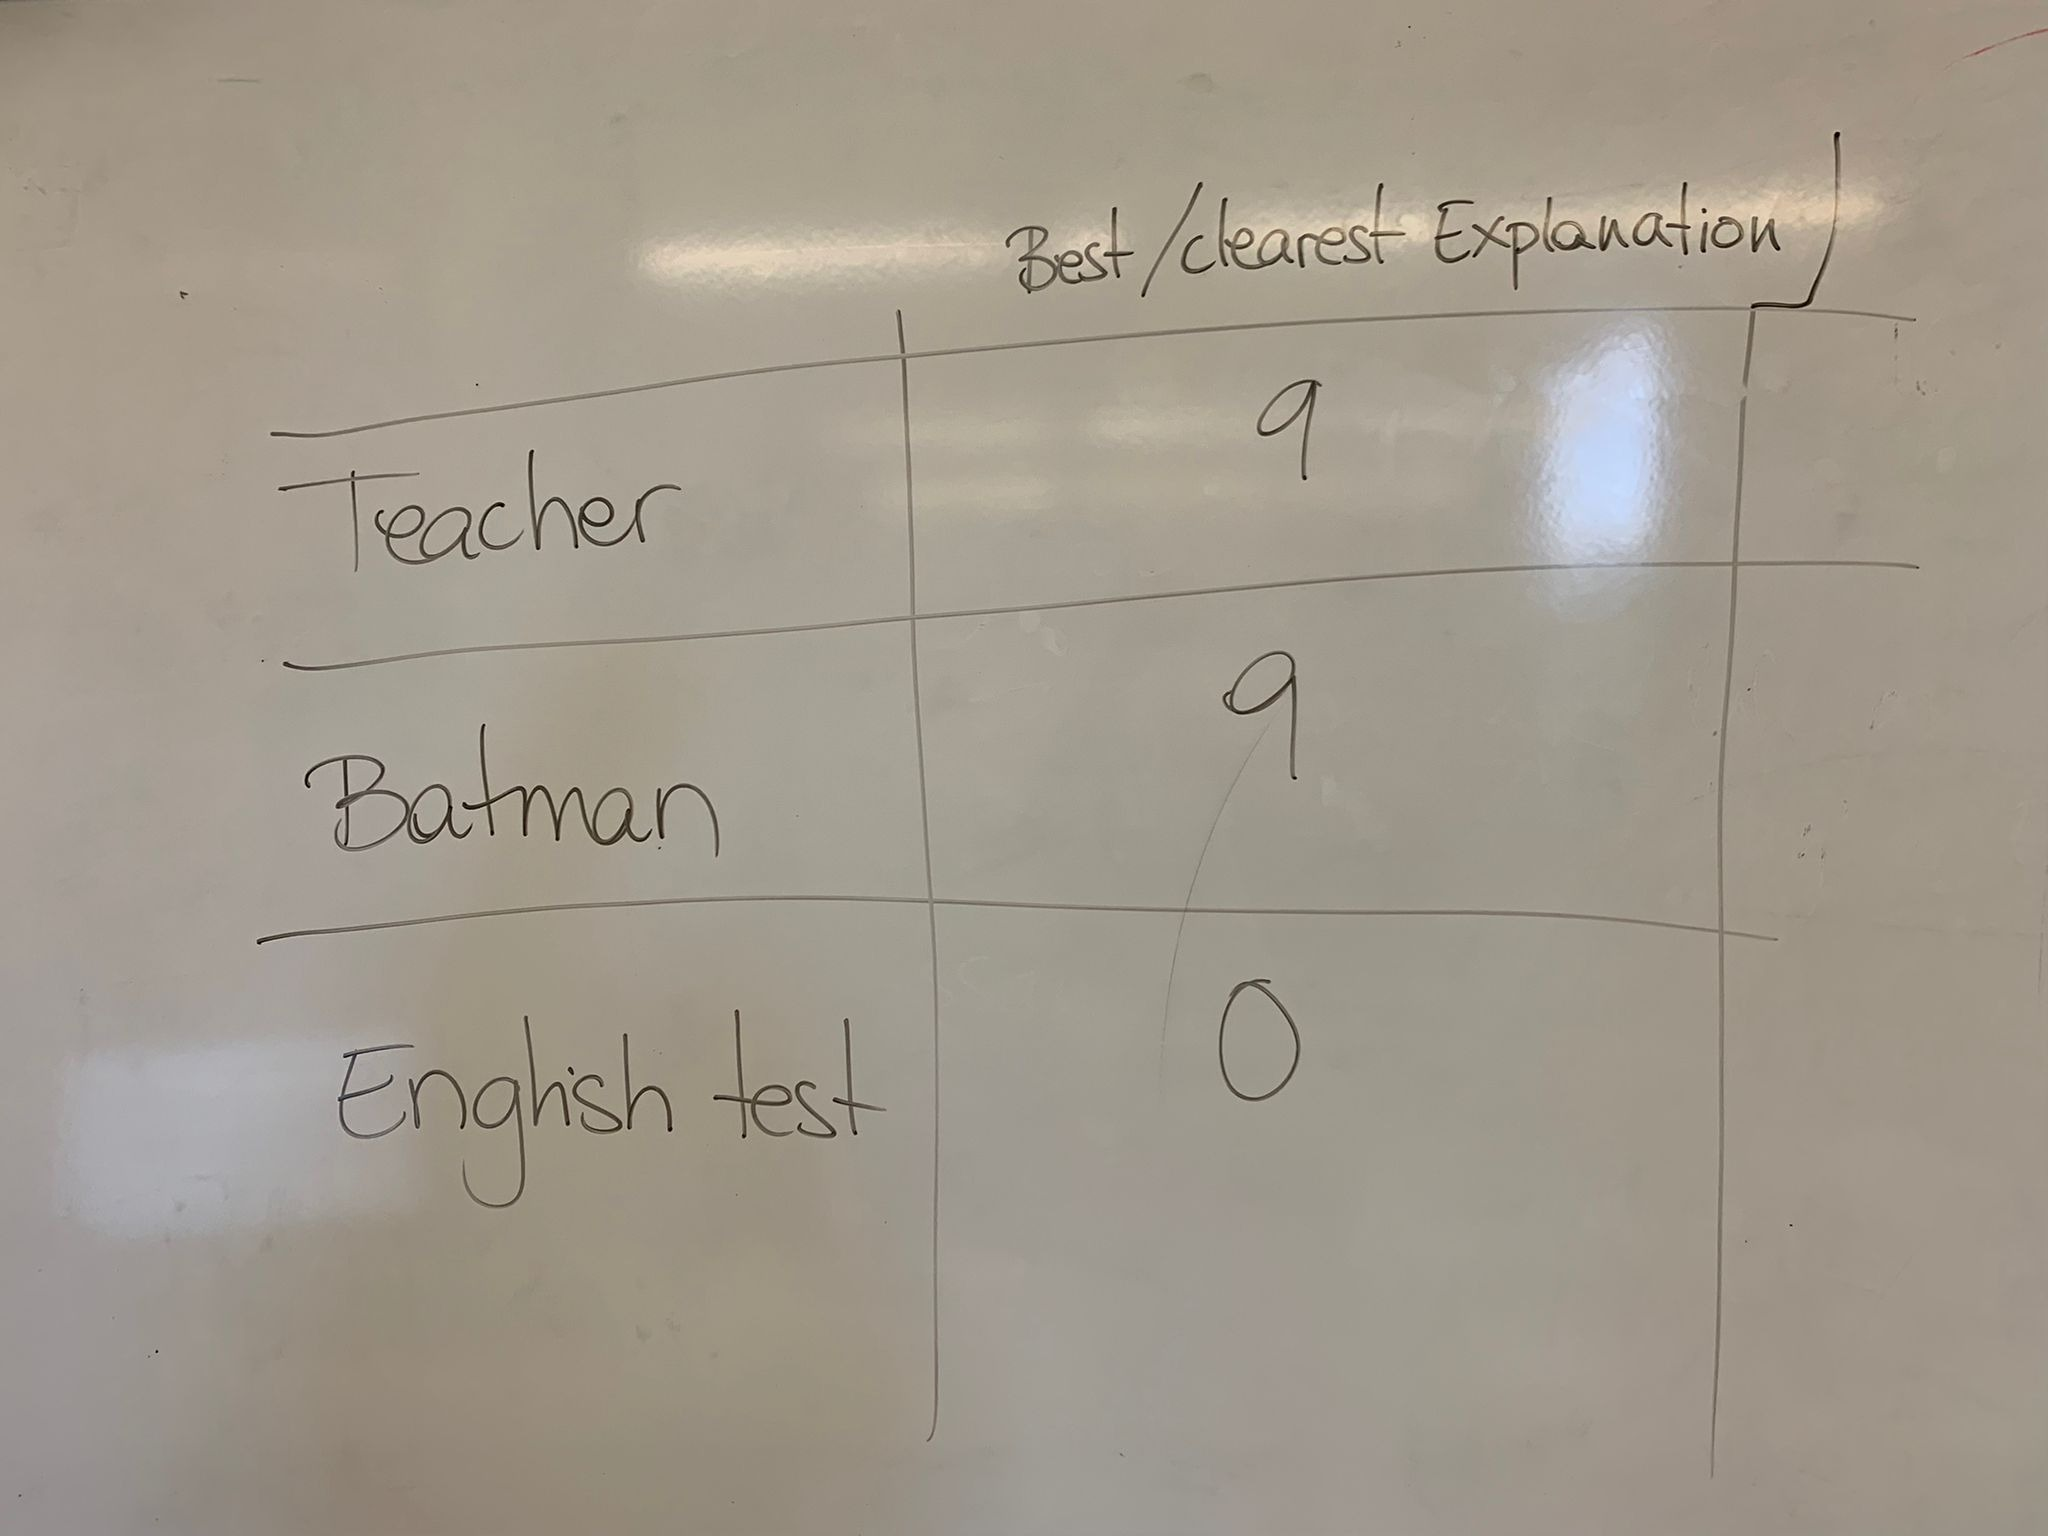 Best/clearest Explanation
Teacher 9
Batman 9
English test 0